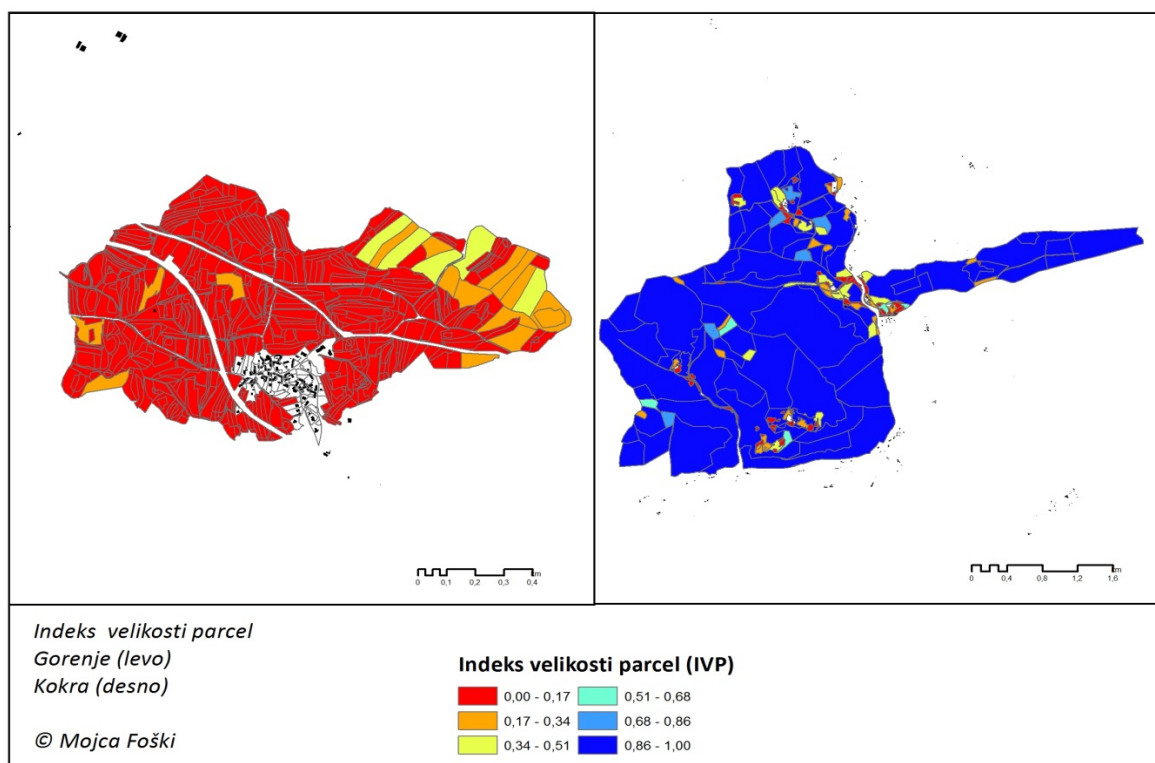 0 0,1 0,2 0,3 0,4 m
0 0,4 0,8 1,2 1,6 m
Indeks velikosti parcel
Gorenje (levo)
Kokra (desno)
© Mojca Foški
Indeks velikosti parcel (IVP)
0,00 - 0,17
0,17 - 0,34
0,34 - 0,51
0,51 - 0,68
0,68 - 0,86
0,86 - 1,00